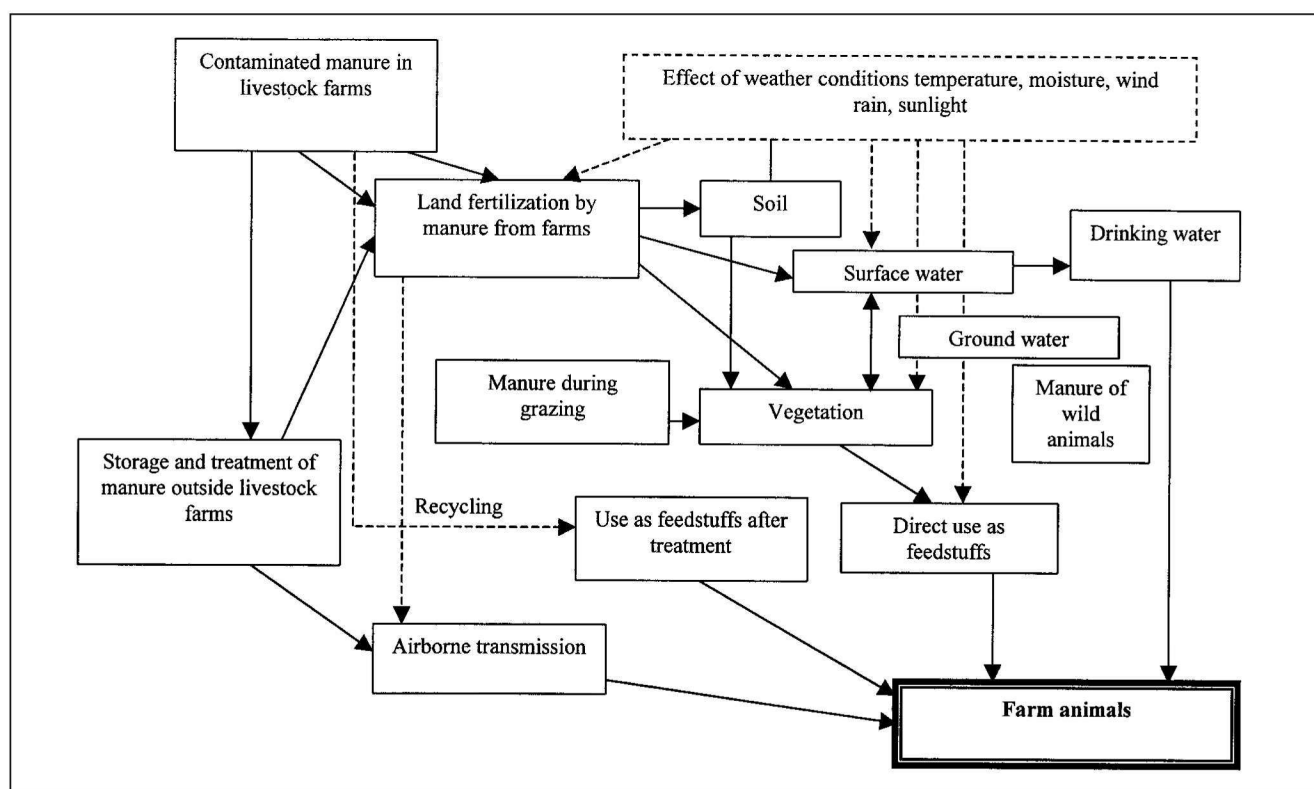 Contaminated manure in
livestock farms
Effect of weather conditions temperature, moisture, wind
rain, sunlight
Land fertilization by
manure from farms
Soil
Drinking water
Surface water
Ground water
Manure during
grazing
Vegetation
Manure of
wild
animals
Storage and treatment of
manure outside livestock
farms
Recycling
Use as feedstuffs after
treatment
Direct use as
feedstuffs
Airborne transmission
Farm animals